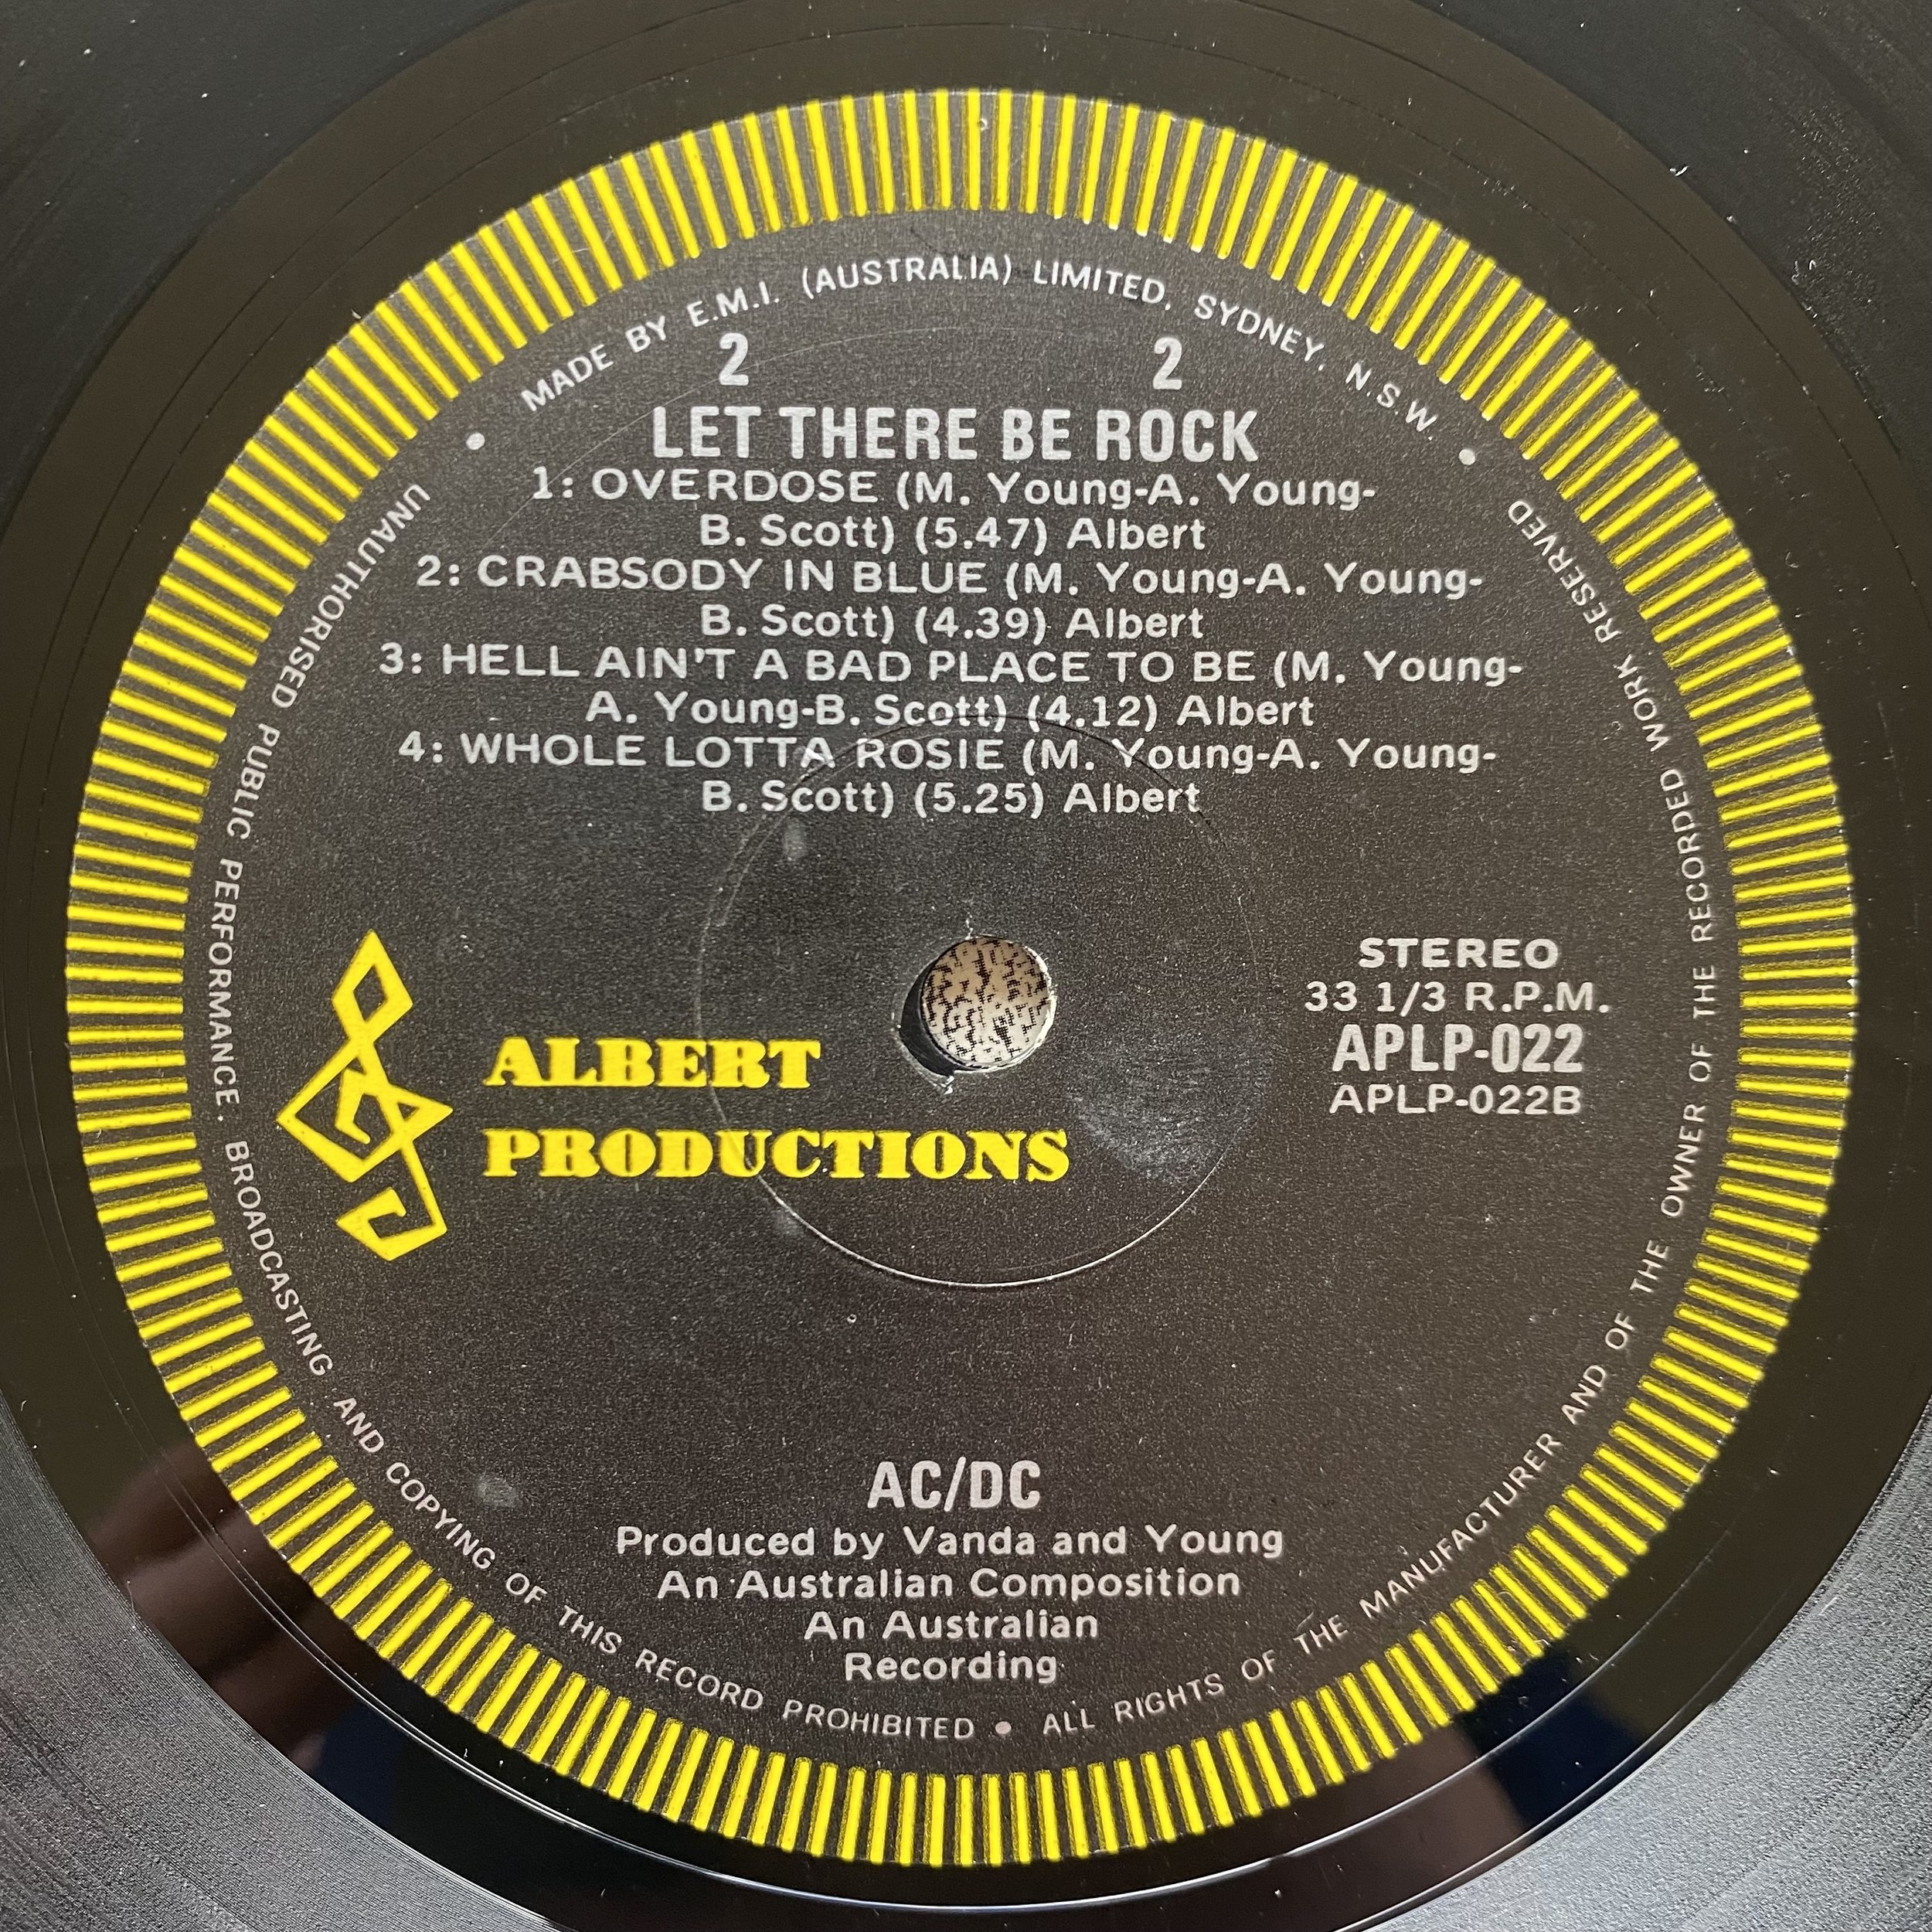 MADE BY E.M.I. (AUSTRALIA) LIMITED, SYDNEY, N.S.W.
2 2
LET THERE BE ROCK
1: OVERDOSE (M. Young-A. Young-
B. Scott) (5.47) Albert
2: CRABSODY IN BLUE (M. Young-A. Young-
B. Scott) (4.39) Albert
3: HELL AIN'T A BAD PLACE TO BE (M. Young-
A. Young-B. Scott) (4.12) Albert
4: WHOLE LOTTA ROSIE (M. Young-A. Young-
B. Scott) (5.25) Albert
STEREO
33 1/3 R.P.M.
APLP-022
APLP-022B
ALBERT
PRODUCTIONS
AC/DC
Produced by Vanda and Young
An Australian Composition
An Australian
Recording
UNAUTHORISED PUBLIC PERFORMANCE, BROADCASTING AND COPYING OF THIS RECORD PROHIBITED • ALL RIGHTS OF THE MANUFACTURER AND OF THE OWNER OF THE RECORDED WORK RESERVED